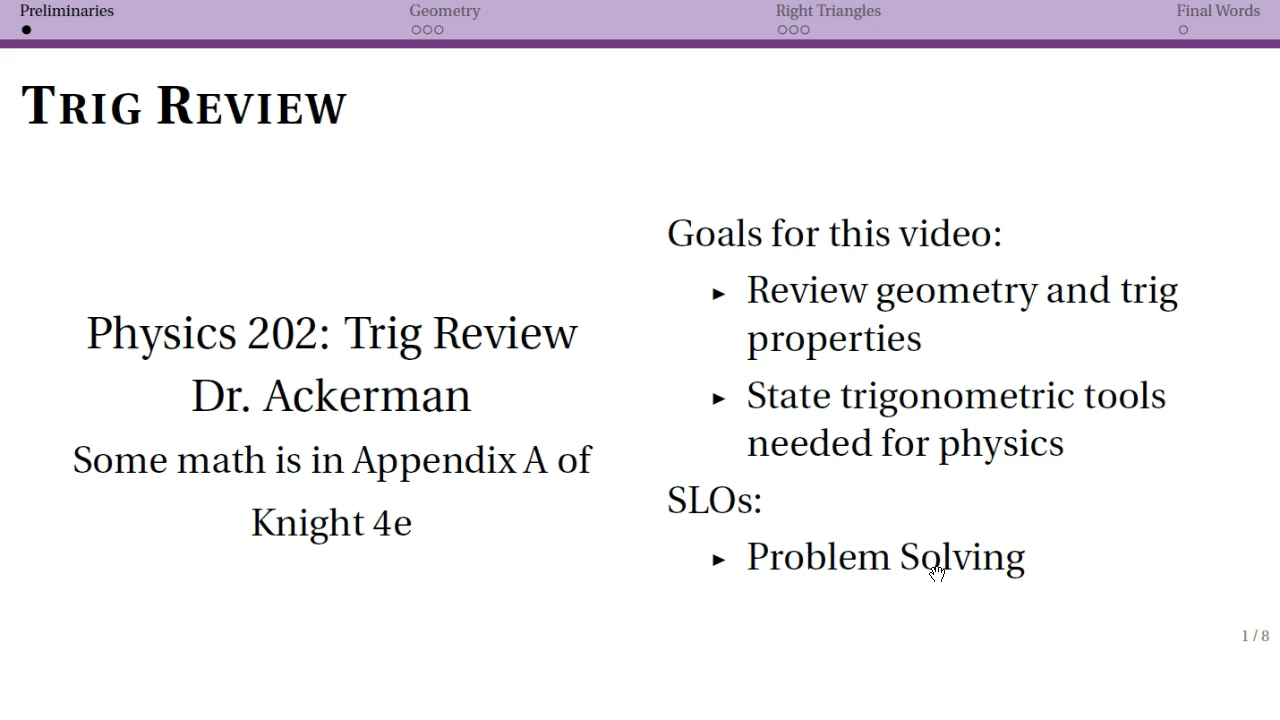 Preliminaries Geometry Right Triangles Final Words
TRIG REVIEW
Physics 202: Trig Review
Dr. Ackerman
Some math is in Appendix A of
Knight 4e
Goals for this video:
▸ Review geometry and trig
properties
▸ State trigonometric tools
needed for physics
SLOs:
▸ Problem Solving
1 / 8